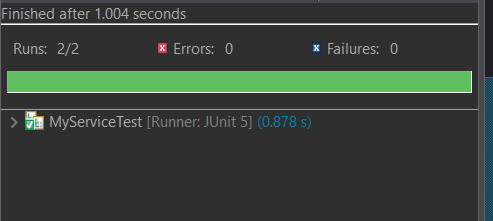 Finished after 1.004 seconds
Runs: 2/2 Errors: 0 Failures: 0
MyServiceTest [Runner: JUnit 5] (0.878 s)